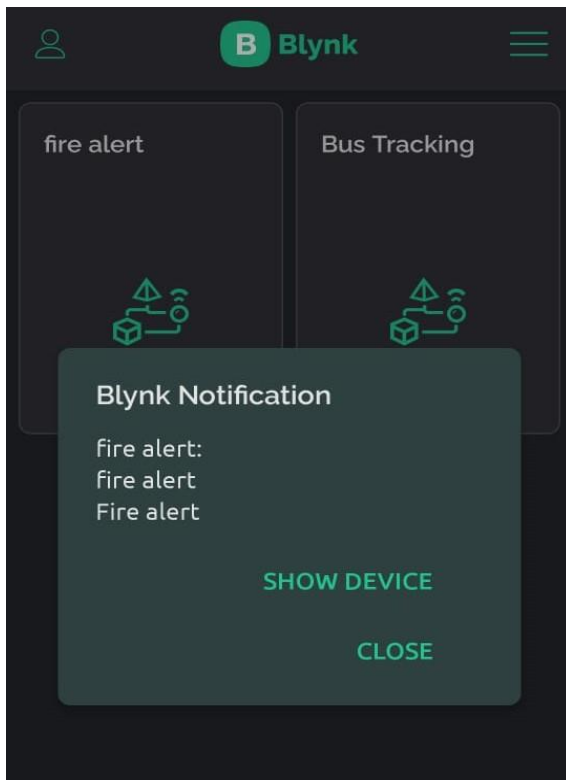 B Blynk
fire alert
Bus Tracking
Blynk Notification
fire alert:
fire alert
Fire alert
SHOW DEVICE
CLOSE